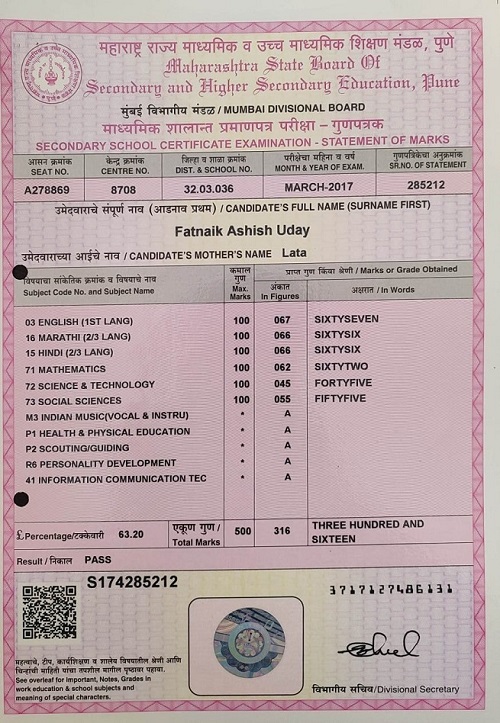 महाराष्ट्र राज्य माध्यमिक व उच्च माध्यमिक शिक्षण मंडळ, पुणे
Maharashtra State Board Of
Secondary and Higher Secondary Education, Pune
मुंबई विभागीय मंडळ / MUMBAI DIVISIONAL BOARD
माध्यमिक शालान्त प्रमाणपत्र परीक्षा – गुणपत्रक
SECONDARY SCHOOL CERTIFICATE EXAMINATION - STATEMENT OF MARKS
आसन क्रमांक केंद्र क्रमांक जिल्हा व शाळा क्रमांक परीक्षेचा महिना व वर्ष गुणपत्रिकेचा अनुक्रमांक
SEAT NO. CENTRE NO. DIST. & SCHOOL NO. MONTH & YEAR OF EXAM. SR.NO. OF STATEMENT
A278869 8708 32.03.036 MARCH-2017 285212
उमेदवाराचे संपूर्ण नाव (आडनाव प्रथम) / CANDIDATE'S FULL NAME (SURNAME FIRST)
Fatnaik Ashish Uday
उमेदवाराच्या आईचे नाव / CANDIDATE'S MOTHER'S NAME Lata
विषयाचा सांकेतिक क्रमांक व विषयाचे नाव
Subject Code No. and Subject Name
कमाल गुण
Max. Marks
प्राप्त गुण किंवा श्रेणी / Marks or Grade Obtained
अंकात
In Figures
अक्षरात / In Words
03 ENGLISH (1ST LANG) 100 067 SIXTYSEVEN
16 MARATHI (2/3 LANG) 100 066 SIXTYSIX
15 HINDI (2/3 LANG) 100 066 SIXTYSIX
71 MATHEMATICS 100 062 SIXTYTWO
72 SCIENCE & TECHNOLOGY 100 045 FORTYFIVE
73 SOCIAL SCIENCES 100 055 FIFTYFIVE
M3 INDIAN MUSIC(VOCAL & INSTRU) * A
P1 HEALTH & PHYSICAL EDUCATION * A
P2 SCOUTING/GUIDING * A
R6 PERSONALITY DEVELOPMENT * A
41 INFORMATION COMMUNICATION TEC * A
£ Percentage/टक्केवारी 63.20 एकूण गुण / Total Marks 500 316 THREE HUNDRED AND
SIXTEEN
Result / निकाल PASS
S174285212
3717127486131
महत्वाचे, टीप, कार्यशिक्षण व शालेय विषयातील श्रेणी आणि
चिन्हांची माहिती यांचा तपशील मागील पृष्ठावर पहावा.
See overleaf for important, Notes, Grades in
work education & school subjects and
meaning of special characters.
विभागीय सचिव/Divisional Secretary